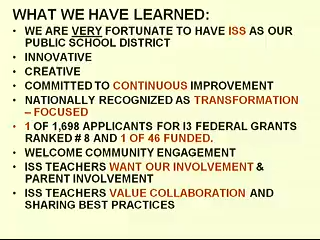 WHAT WE HAVE LEARNED:
• WE ARE VERY FORTUNATE TO HAVE ISS AS OUR
PUBLIC SCHOOL DISTRICT
• INNOVATIVE
• CREATIVE
• COMMITTED TO CONTINUOUS IMPROVEMENT
• NATIONALLY RECOGNIZED AS TRANSFORMATION
– FOCUSED
• 1 OF 1,698 APPLICANTS FOR I3 FEDERAL GRANTS
RANKED # 8 AND 1 OF 46 FUNDED.
• WELCOME COMMUNITY ENGAGEMENT
• ISS TEACHERS WANT OUR INVOLVEMENT &
PARENT INVOLVEMENT
• ISS TEACHERS VALUE COLLABORATION AND
SHARING BEST PRACTICES